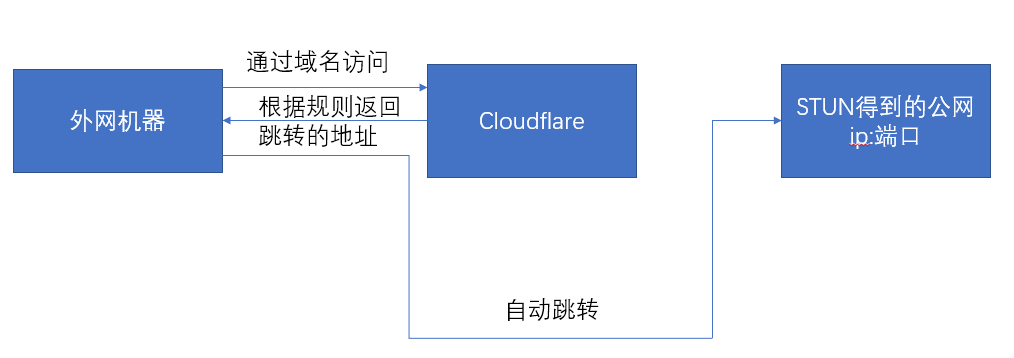 通过域名访问
外网机器
根据规则返回
跳转的地址
Cloudflare
STUN得到的公网
ip:端口
自动跳转